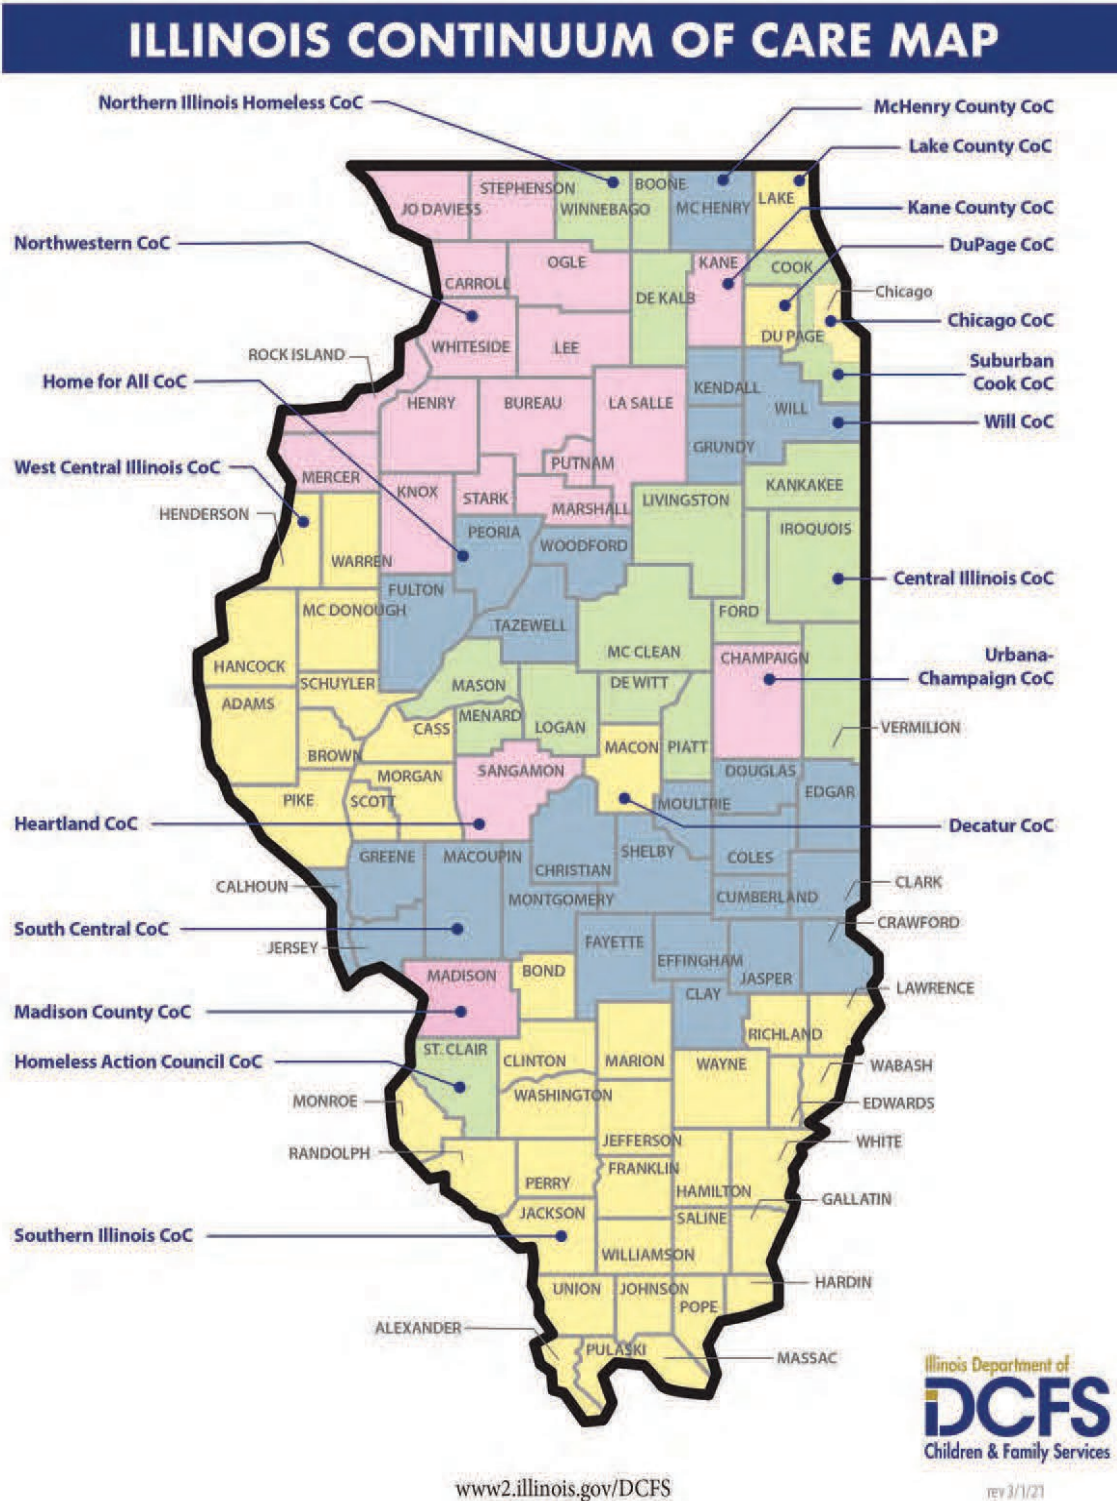 ILLINOIS CONTINUUM OF CARE MAP
Northern Illinois Homeless CoC
McHenry County CoC
Lake County CoC
Kane County CoC
Northwestern CoC
DuPage CoC
Chicago
Chicago CoC
Suburban
Cook CoC
Home for All CoC
Will CoC
West Central Illinois CoC
Central Illinois CoC
Urbana-
Champaign CoC
Heartland CoC
Decatur CoC
South Central CoC
Madison County CoC
Homeless Action Council CoC
Southern Illinois CoC
JO DAVIESS
STEPHENSON
WINNEBAGO
BOONE
MC HENRY
LAKE
CARROLL
OGLE
DE KALB
KANE
COOK
DU PAGE
WHITESIDE
LEE
ROCK ISLAND
HENRY
BUREAU
LA SALLE
KENDALL
WILL
GRUNDY
MERCER
PUTNAM
KNOX
STARK
MARSHALL
LIVINGSTON
KANKAKEE
HENDERSON
WARREN
PEORIA
WOODFORD
IROQUOIS
FULTON
MC DONOUGH
TAZEWELL
FORD
MC CLEAN
HANCOCK
CHAMPAIGN
SCHUYLER
MASON
DE WITT
ADAMS
MENARD
LOGAN
CASS
VERMILION
BROWN
MACON
PIATT
MORGAN
SANGAMON
DOUGLAS
EDGAR
PIKE
SCOTT
MOULTRIE
GREENE
MACOUPIN
CHRISTIAN
SHELBY
COLES
CALHOUN
MONTGOMERY
CUMBERLAND
CLARK
CRAWFORD
JERSEY
FAYETTE
EFFINGHAM
JASPER
MADISON
BOND
CLAY
LAWRENCE
RICHLAND
ST. CLAIR
CLINTON
MARION
WAYNE
WABASH
MONROE
WASHINGTON
EDWARDS
RANDOLPH
JEFFERSON
WHITE
PERRY
FRANKLIN
HAMILTON
GALLATIN
JACKSON
SALINE
WILLIAMSON
UNION
JOHNSON
HARDIN
POPE
ALEXANDER
PULASKI
MASSAC
Illinois Department of
DCFS
Children & Family Services
www2.illinois.gov/DCFS
rev 3/1/21